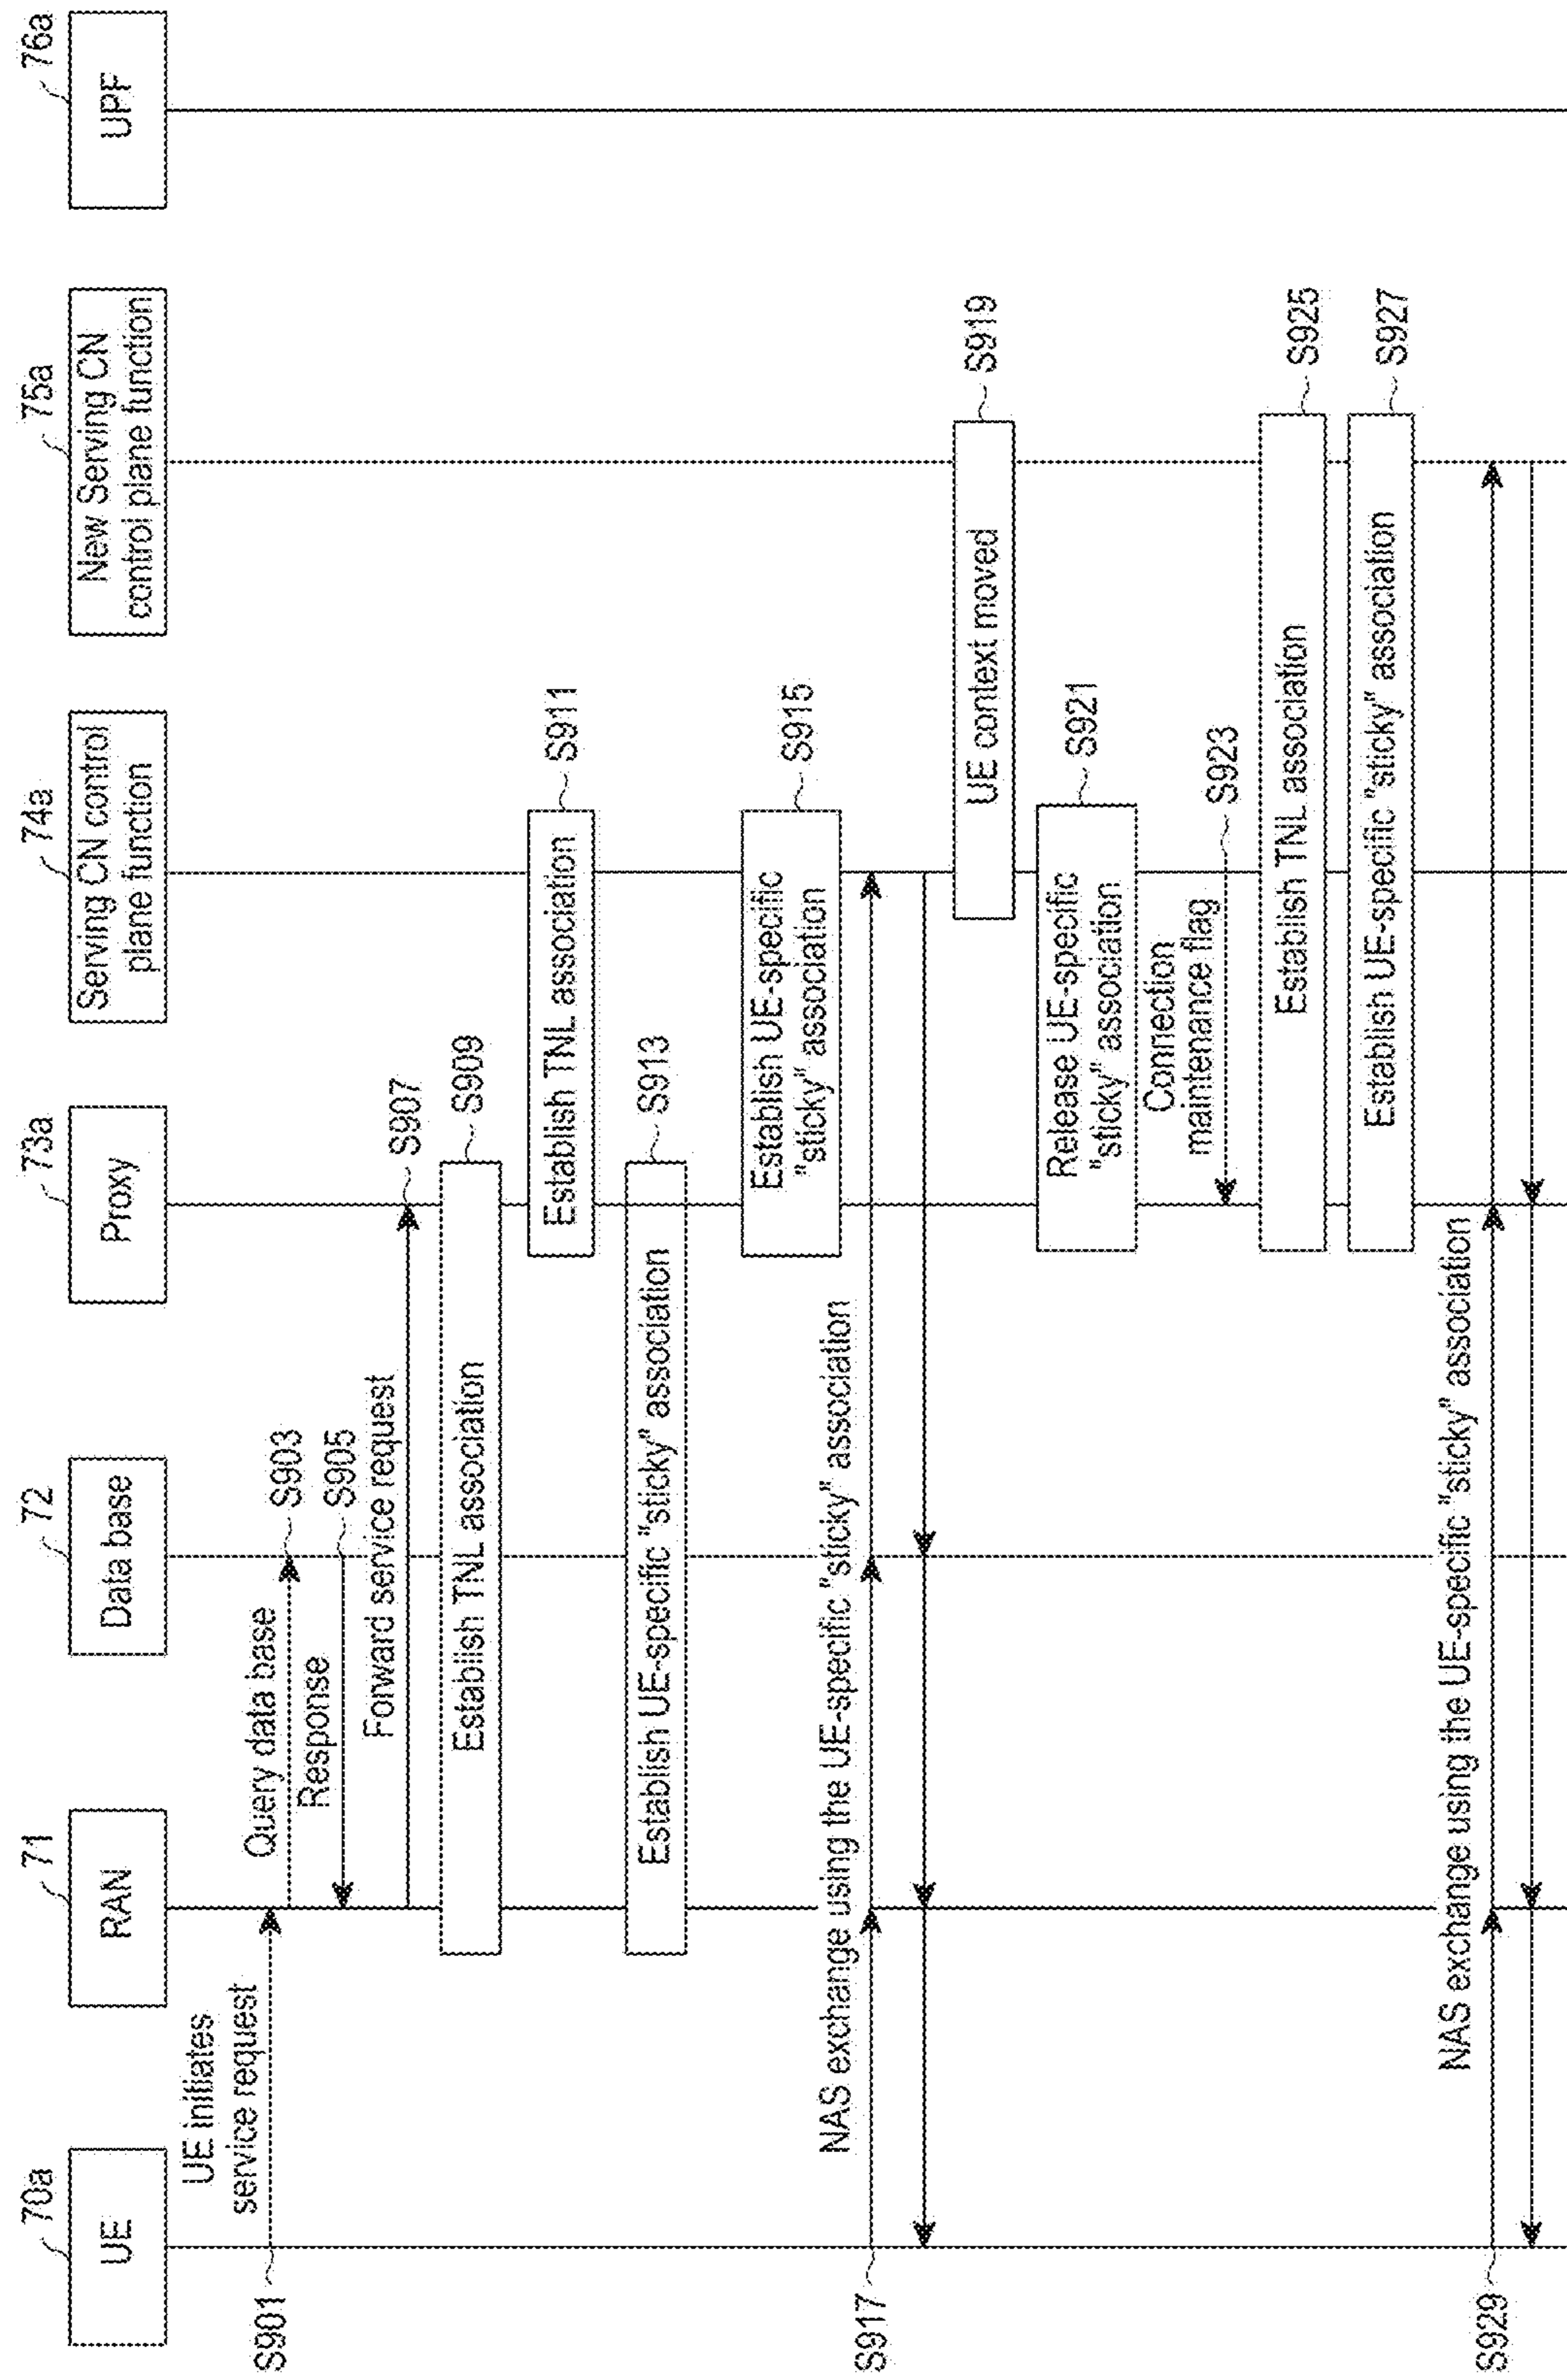 70a
UE
71
RAN
72
Data base
73a
Proxy
74a
Serving CN control
plane function
75a
New Serving CN
control plane function
76a
UPF
S901
UE initiates
service request
Query data base
S903
Response
S905
Forward service request
S907
Establish TNL association
S909
Establish TNL association
S911
Establish UE-specific "sticky" association
S913
Establish UE-specific
"sticky" association
S915
NAS exchange using the UE-specific "sticky" association
S917
UE context moved
S919
Release UE-specific
"sticky" association
S921
Connection
maintenance flag
S923
Establish TNL association
S925
Establish UE-specific "sticky" association
S927
NAS exchange using the UE-specific "sticky" association
S929